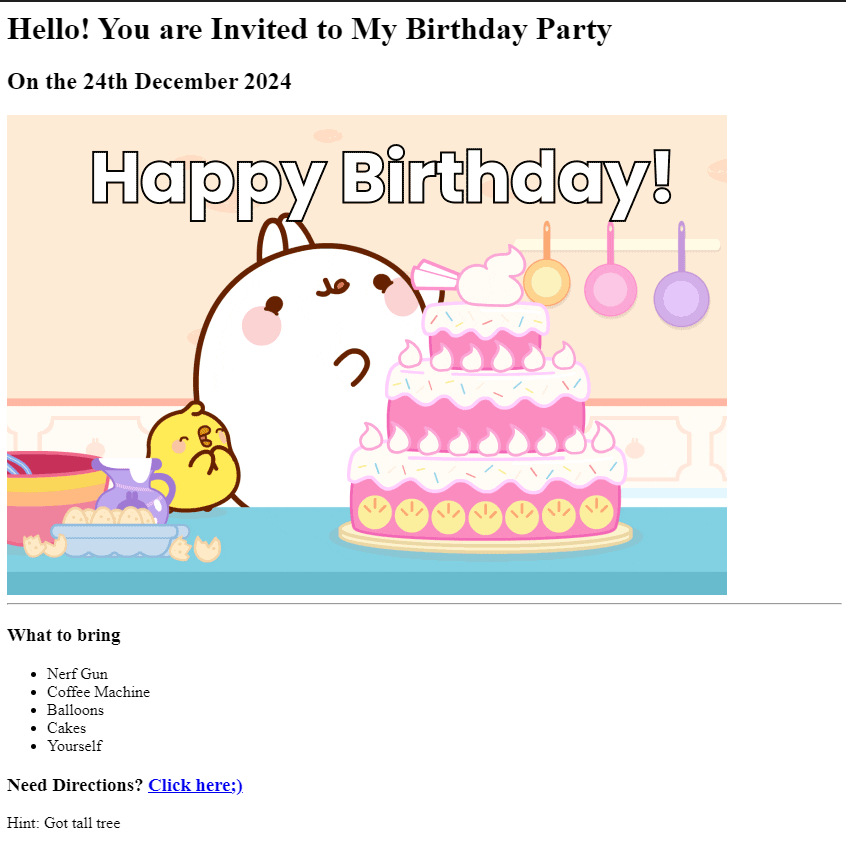 Hello! You are Invited to My Birthday Party
On the 24th December 2024
Happy Birthday!
What to bring
Nerf Gun
Coffee Machine
Balloons
Cakes
Yourself
Need Directions? Click here;)
Hint: Got tall tree